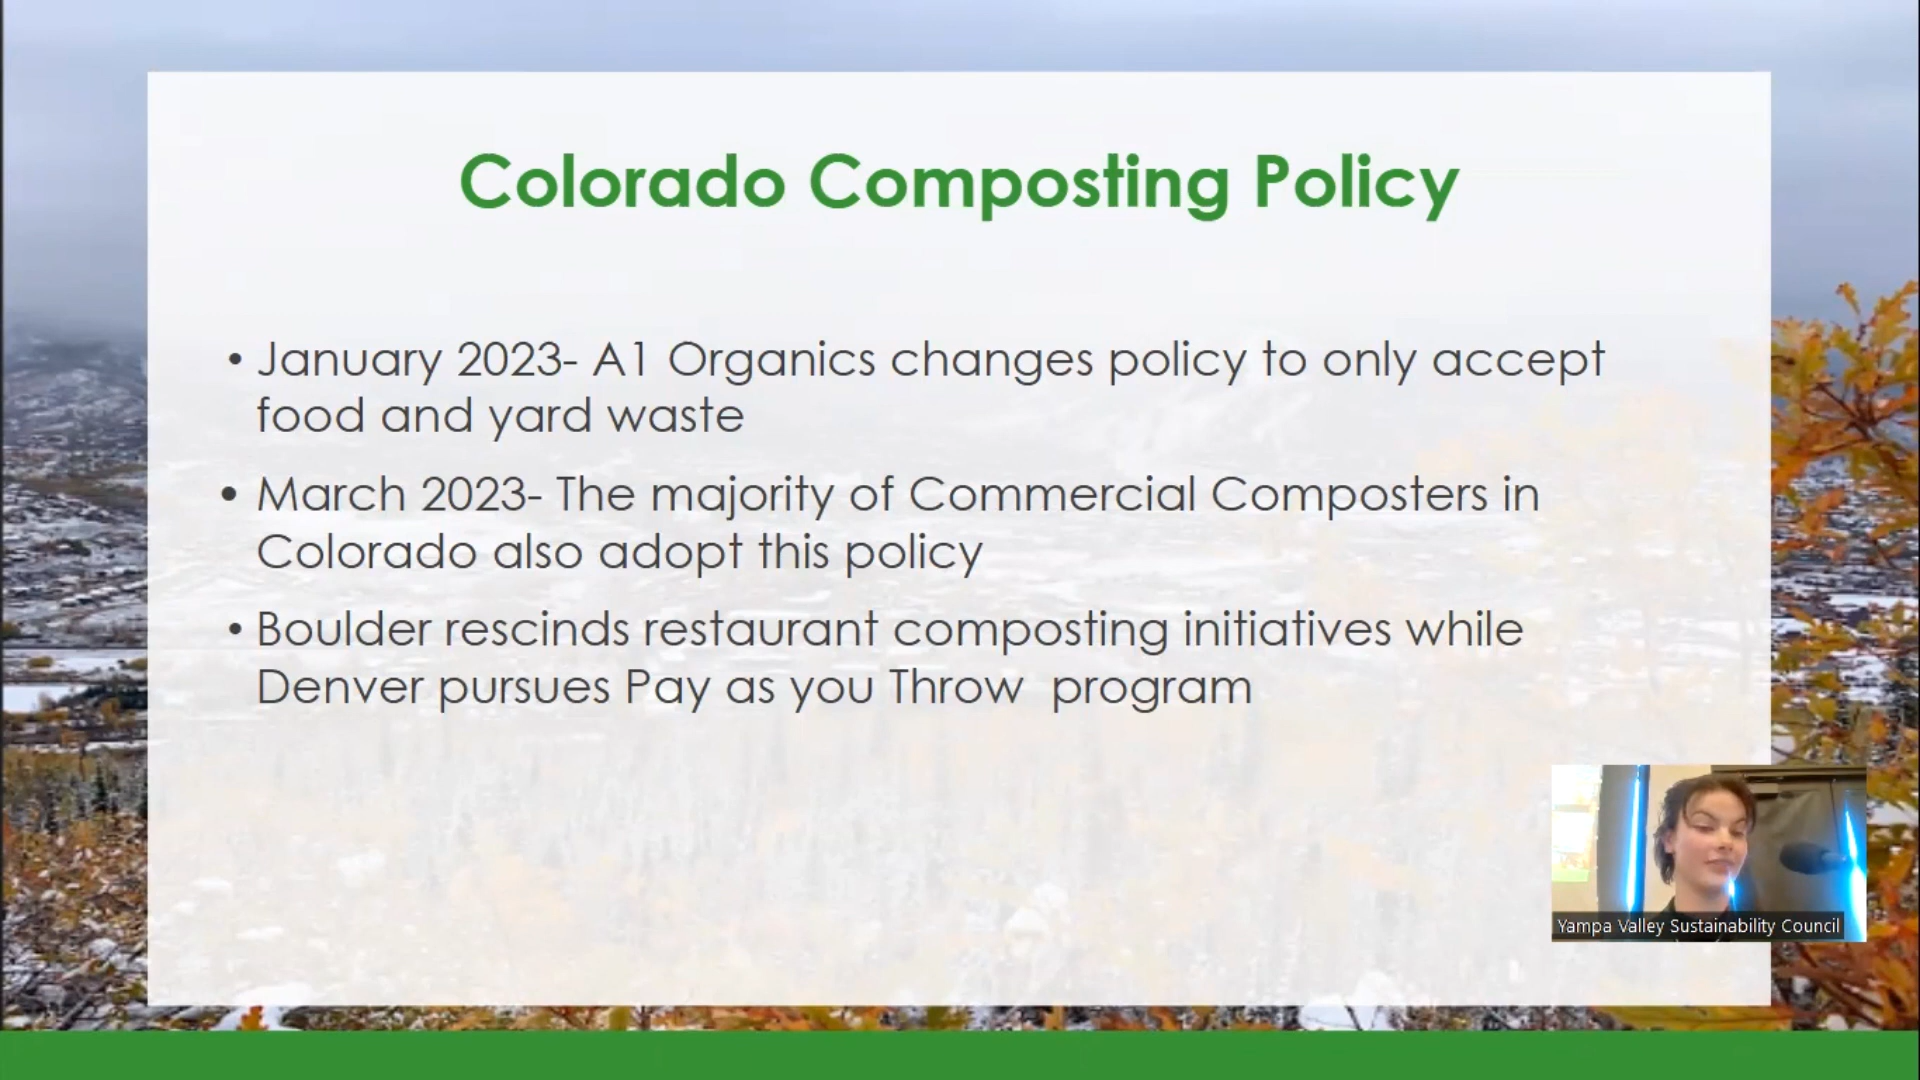 Colorado Composting Policy
• January 2023- A1 Organics changes policy to only accept
food and yard waste
• March 2023- The majority of Commercial Composters in
Colorado also adopt this policy
• Boulder rescinds restaurant composting initiatives while
Denver pursues Pay as you Throw  program
Yampa Valley Sustainability Council